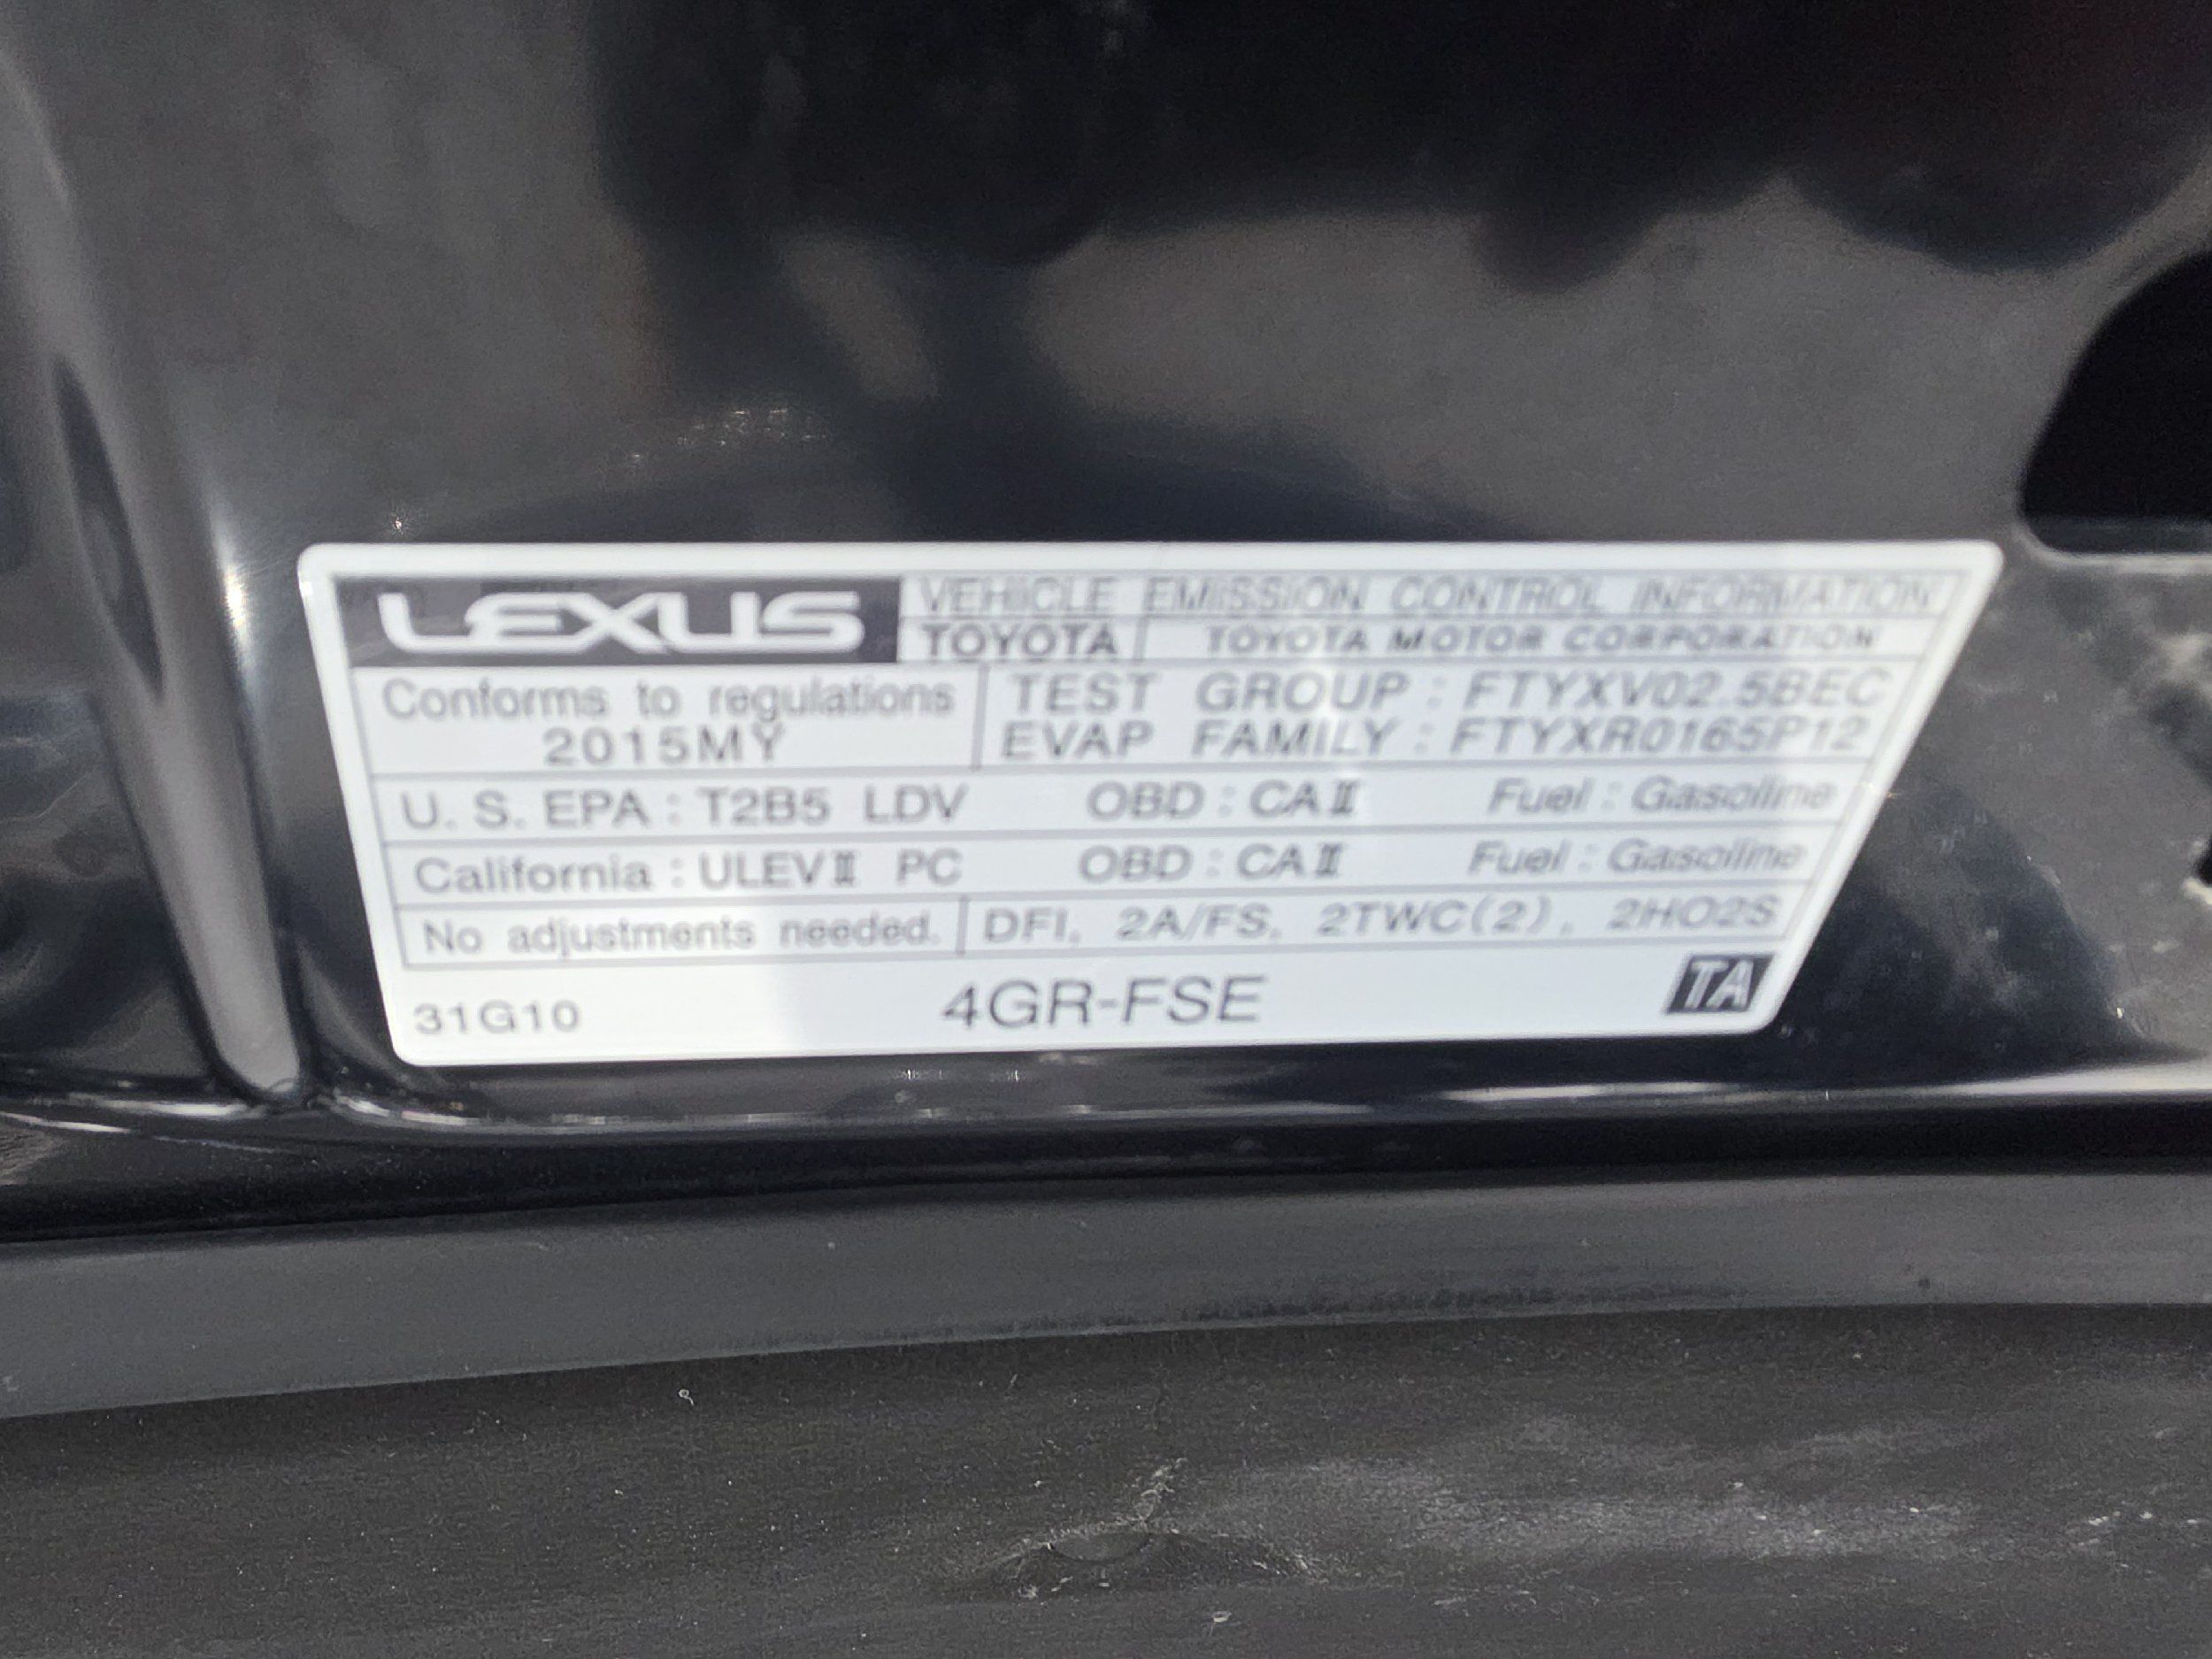 LEXUS
VEHICLE EMISSION CONTROL INFORMATION
TOYOTA TOYOTA MOTOR CORPORATION
Conforms to regulations
2015MY
TEST GROUP : FTYXV02.5BEC
EVAP FAMILY : FTYXR0165P12
U. S. EPA : T2B5 LDV OBD : CAⅡ Fuel : Gasoline
California : ULEVⅡ PC OBD : CAⅡ Fuel : Gasoline
No adjustments needed. DFI, 2A/FS, 2TWC(2), 2HO2S
31G10 4GR-FSE TA